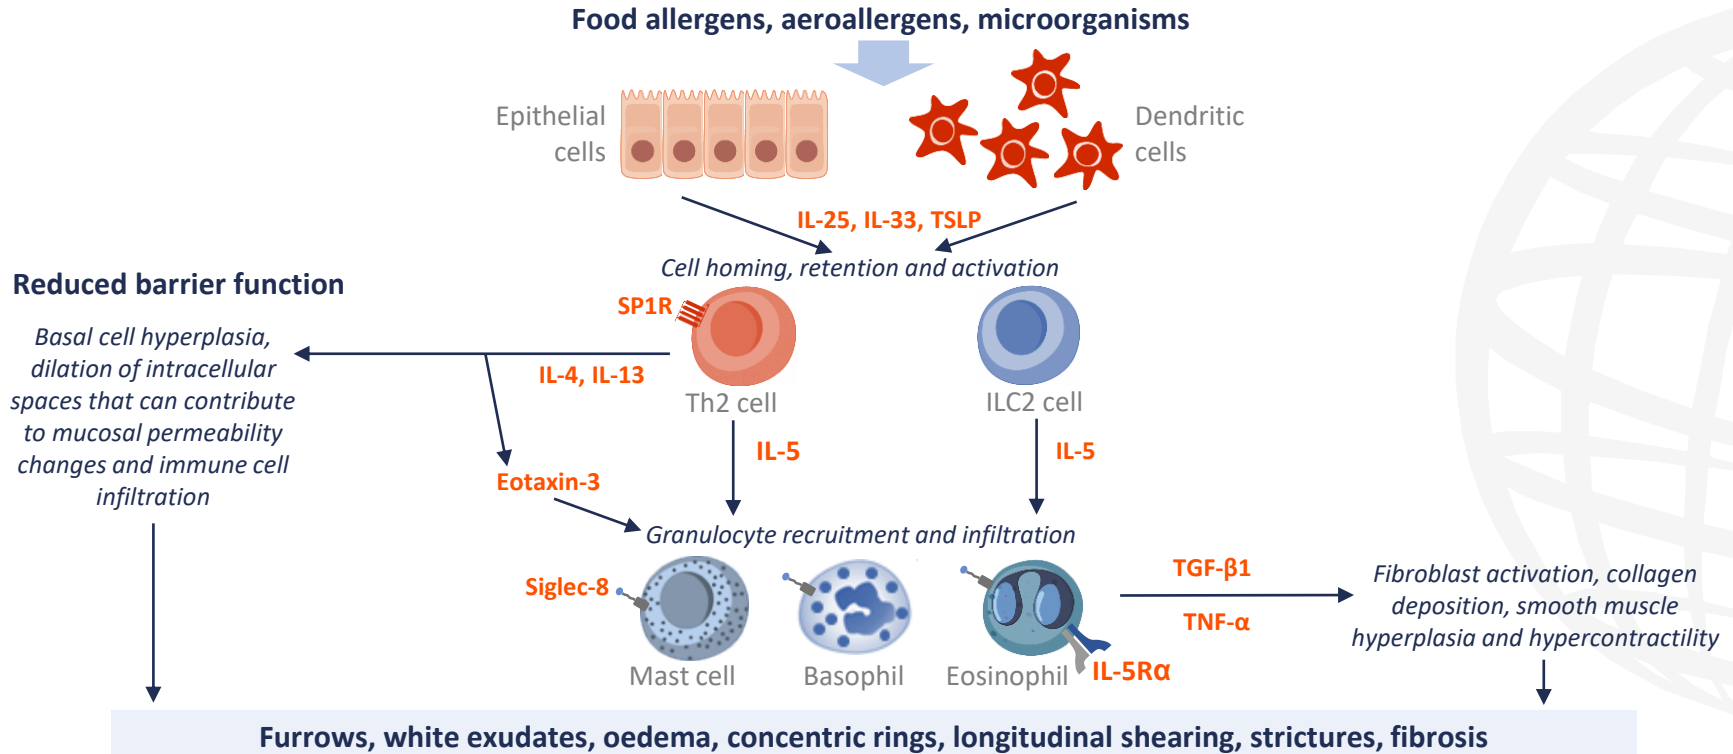 Food allergens, aeroallergens, microorganisms
Epithelial
cells
Dendritic
cells
IL-25, IL-33, TSLP
Cell homing, retention and activation
Reduced barrier function
Basal cell hyperplasia,
dilation of intracellular
spaces that can contribute
to mucosal permeability
changes and immune cell
infiltration
SP1R
IL-4, IL-13
Th2 cell
ILC2 cell
IL-5
IL-5
Eotaxin-3
Granulocyte recruitment and infiltration
Siglec-8
Mast cell
Basophil
Eosinophil
IL-5Rα
TGF-β1
TNF-α
Fibroblast activation, collagen
deposition, smooth muscle
hyperplasia and hypercontractility
Furrows, white exudates, oedema, concentric rings, longitudinal shearing, strictures, fibrosis